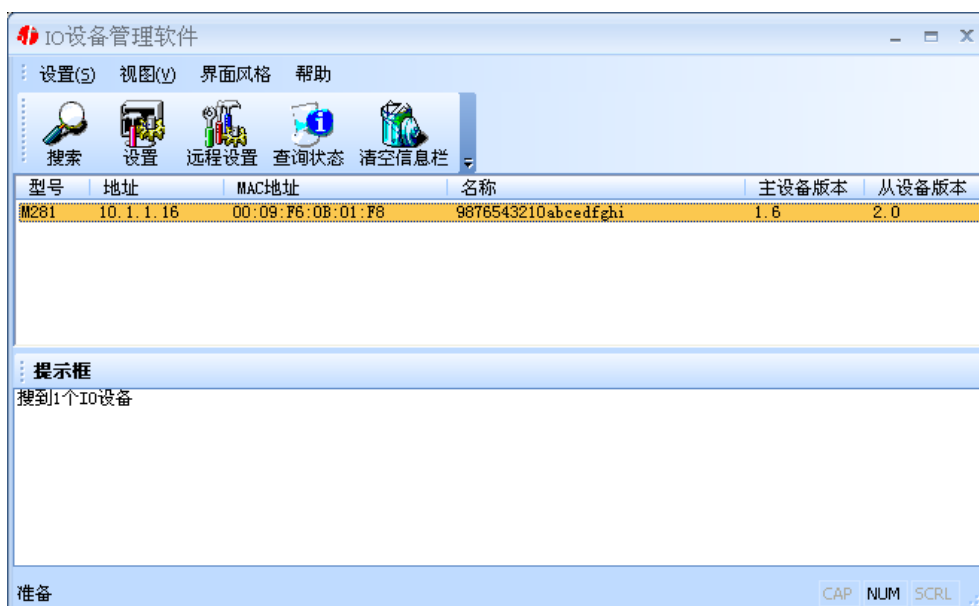 IO设备管理软件
设置(S) 视图(V) 界面风格 帮助
搜索 设置 远程设置 查询状态 清空信息栏
型号 地址 MAC地址 名称 主设备版本 从设备版本
M281 10.1.1.16 00:09:F6:0B:01:F8 9876543210abcedfghi 1.6 2.0
提示框
搜到1个IO设备
准备 CAP NUM SCRL